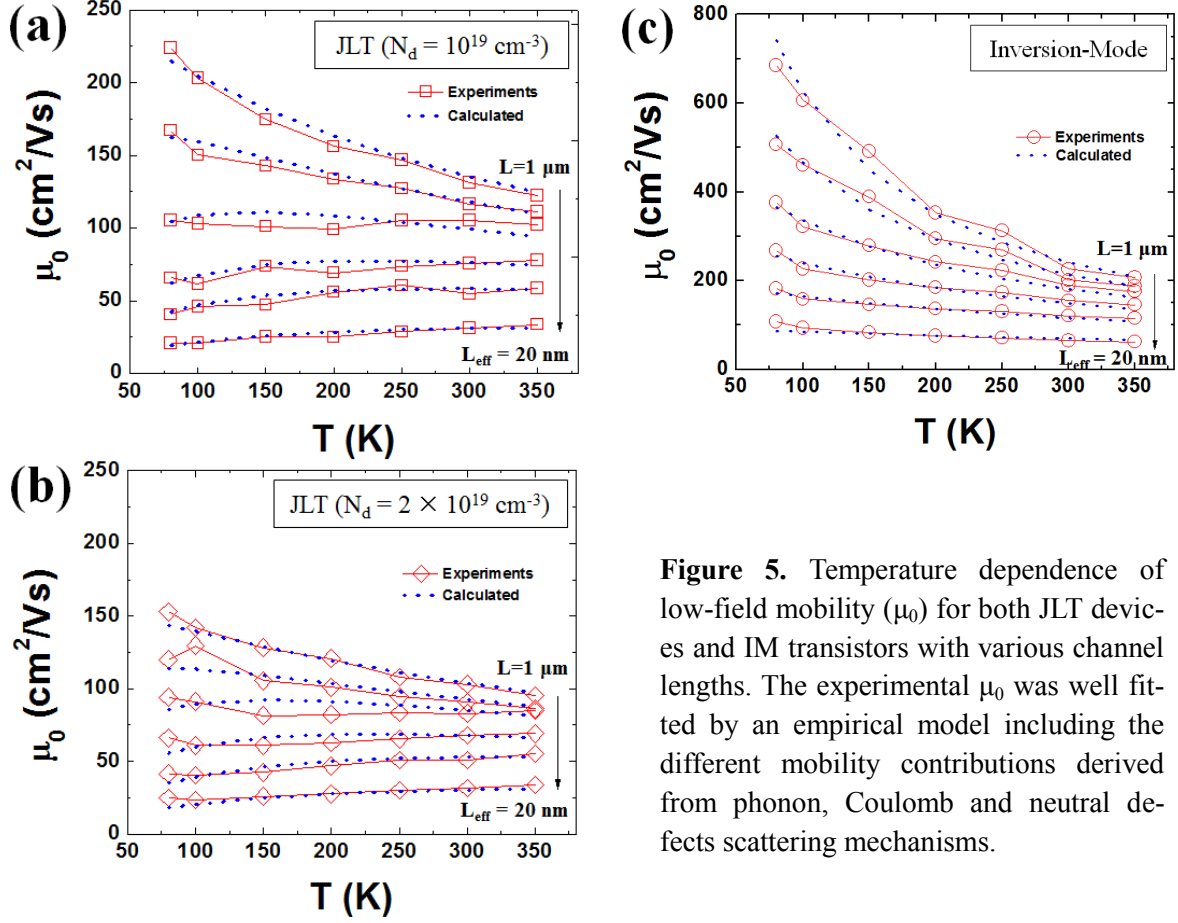 (a)
JLT (Nd = 10^19 cm^-3)
Experiments
Calculated
L=1 µm
Leff = 20 nm
250
200
150
100
50
0
µ0 (cm^2/Vs)
50 100 150 200 250 300 350
T (K)
(c)
Inversion-Mode
Experiments
Calculated
L=1 µm
Leff = 20 nm
800
600
400
200
0
µ0 (cm^2/Vs)
50 100 150 200 250 300 350
T (K)
(b)
JLT (Nd = 2 × 10^19 cm^-3)
Experiments
Calculated
L=1 µm
Leff = 20 nm
250
200
150
100
50
0
µ0 (cm^2/Vs)
50 100 150 200 250 300 350
T (K)
Figure 5. Temperature dependence of
low-field mobility (µ0) for both JLT devic-
es and IM transistors with various channel
lengths. The experimental µ0 was well fit-
ted by an empirical model including the
different mobility contributions derived
from phonon, Coulomb and neutral de-
fects scattering mechanisms.